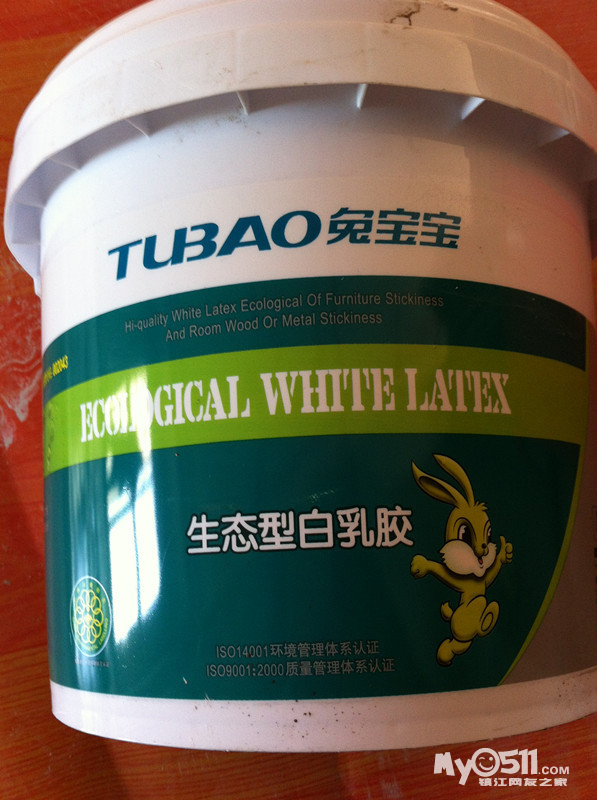 TUBAO兔宝宝
Hi-quality White Latex Ecological Of Furniture Stickiness
And Room Wood Or Metal Stickiness
002043
ECOLOGICAL WHITE LATEX
生态型白乳胶
ISO14001环境管理体系认证
ISO9001:2000质量管理体系认证
My0511.com
镇江网友之家